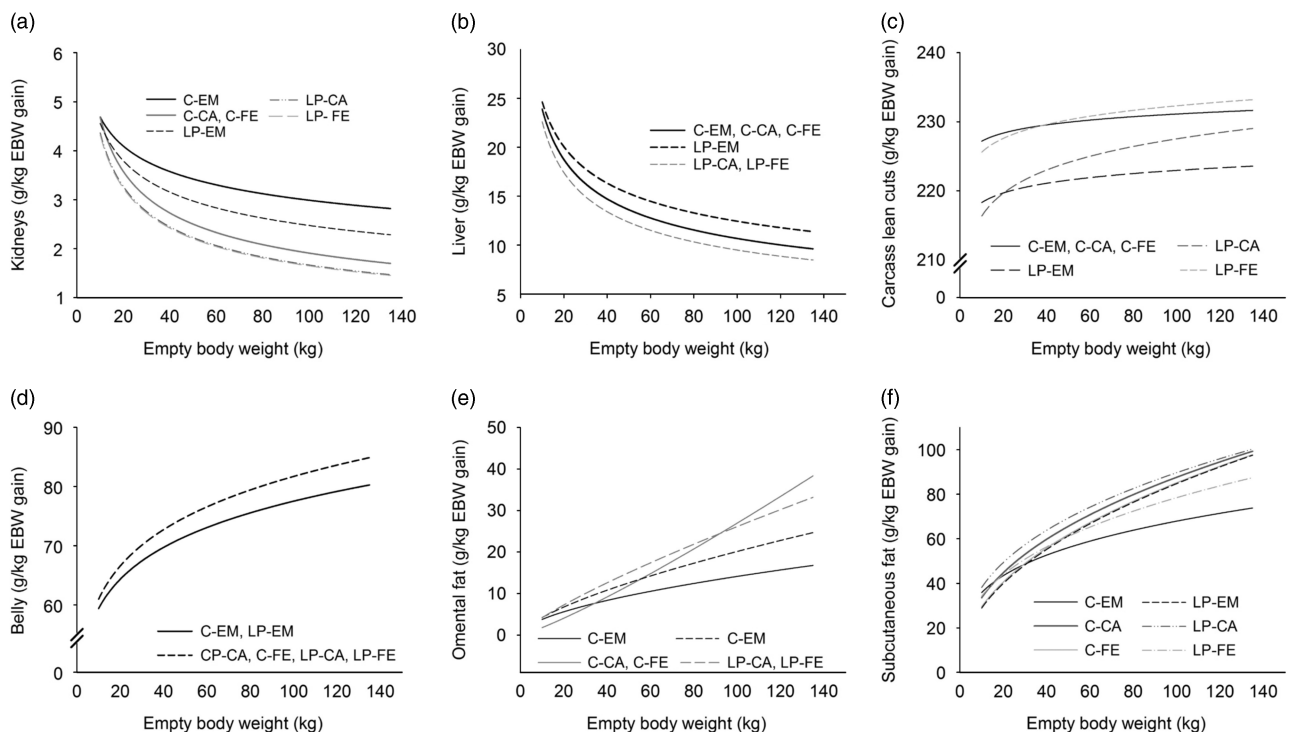 (a)
Kidneys (g/kg EBW gain)
6
5
4
3
2
1
C-EM
C-CA, C-FE
LP-EM
LP-CA
LP- FE
0 20 40 60 80 100 120 140
Empty body weight (kg)
(b)
Liver (g/kg EBW gain)
30
25
20
15
10
5
C-EM, C-CA, C-FE
LP-EM
LP-CA, LP-FE
0 20 40 60 80 100 120 140
Empty body weight (kg)
(c)
Carcass lean cuts (g/kg EBW gain)
240
230
220
210
0
C-EM, C-CA, C-FE
LP-EM
LP-CA
LP-FE
0 20 40 60 80 100 120 140
Empty body weight (kg)
(d)
Belly (g/kg EBW gain)
90
80
70
60
0
C-EM, LP-EM
CP-CA, C-FE, LP-CA, LP-FE
0 20 40 60 80 100 120 140
Empty body weight (kg)
(e)
Omental fat (g/kg EBW gain)
50
40
30
20
10
0
C-EM
C-CA, C-FE
C-EM
LP-CA, LP-FE
0 20 40 60 80 100 120 140
Empty body weight (kg)
(f)
Subcutaneous fat (g/kg EBW gain)
100
80
60
40
20
0
C-EM
C-CA
C-FE
LP-EM
LP-CA
LP-FE
0 20 40 60 80 100 120 140
Empty body weight (kg)